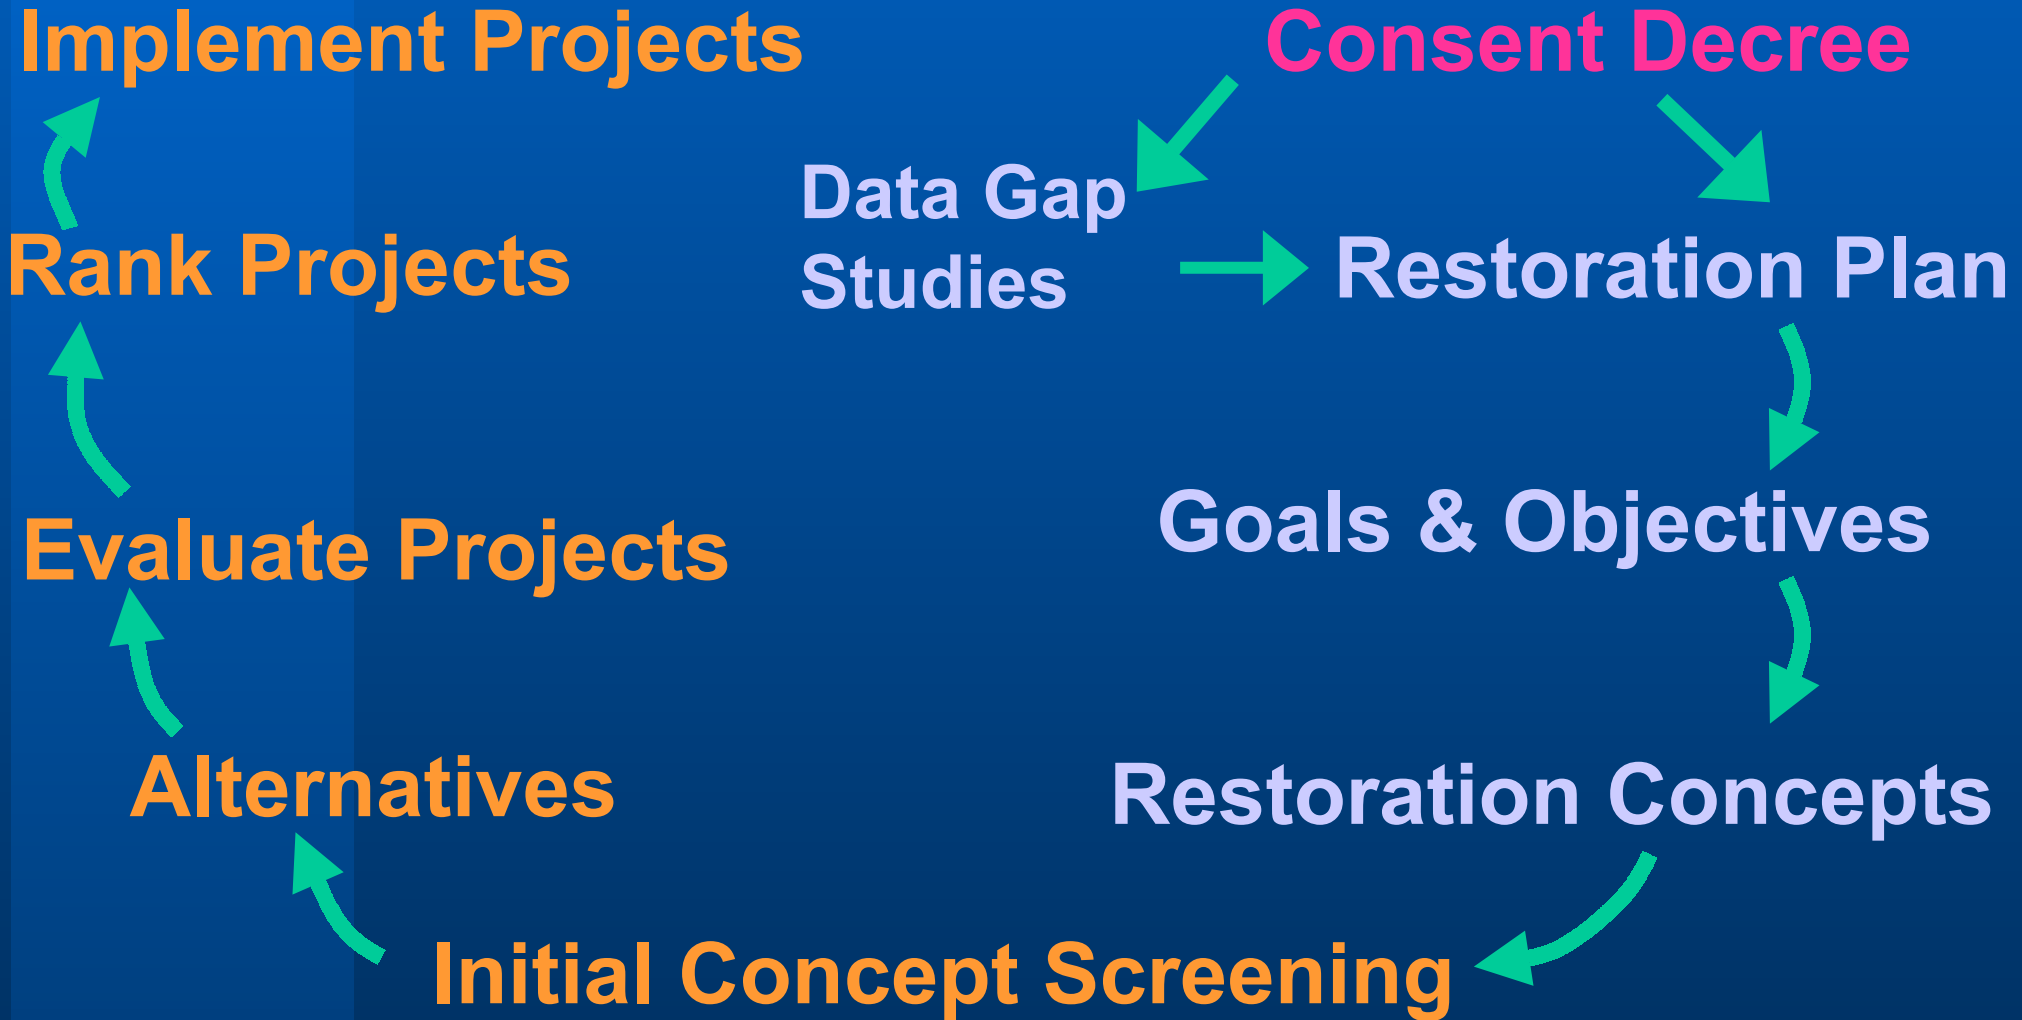 Implement Projects
Consent Decree
Data Gap
Studies
Rank Projects
Restoration Plan
Goals & Objectives
Evaluate Projects
Alternatives
Restoration Concepts
Initial Concept Screening